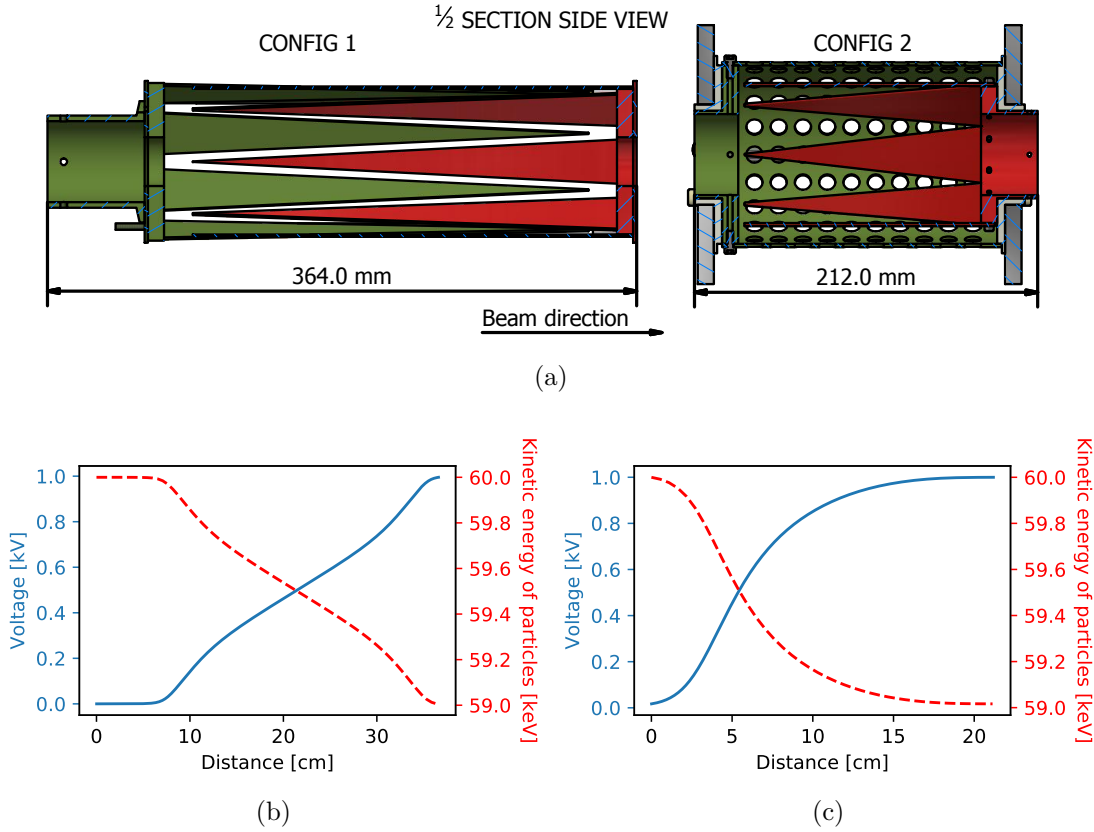 ½ SECTION SIDE VIEW
CONFIG 1
CONFIG 2
364.0 mm
212.0 mm
Beam direction
(a)
Voltage [kV]
1.0
0.8
0.6
0.4
0.2
0.0
Kinetic energy of particles [keV]
60.0
59.8
59.6
59.4
59.2
59.0
0 10 20 30
Distance [cm]
(b)
Voltage [kV]
1.0
0.8
0.6
0.4
0.2
0.0
Kinetic energy of particles [keV]
60.0
59.8
59.6
59.4
59.2
59.0
0 5 10 15 20
Distance [cm]
(c)